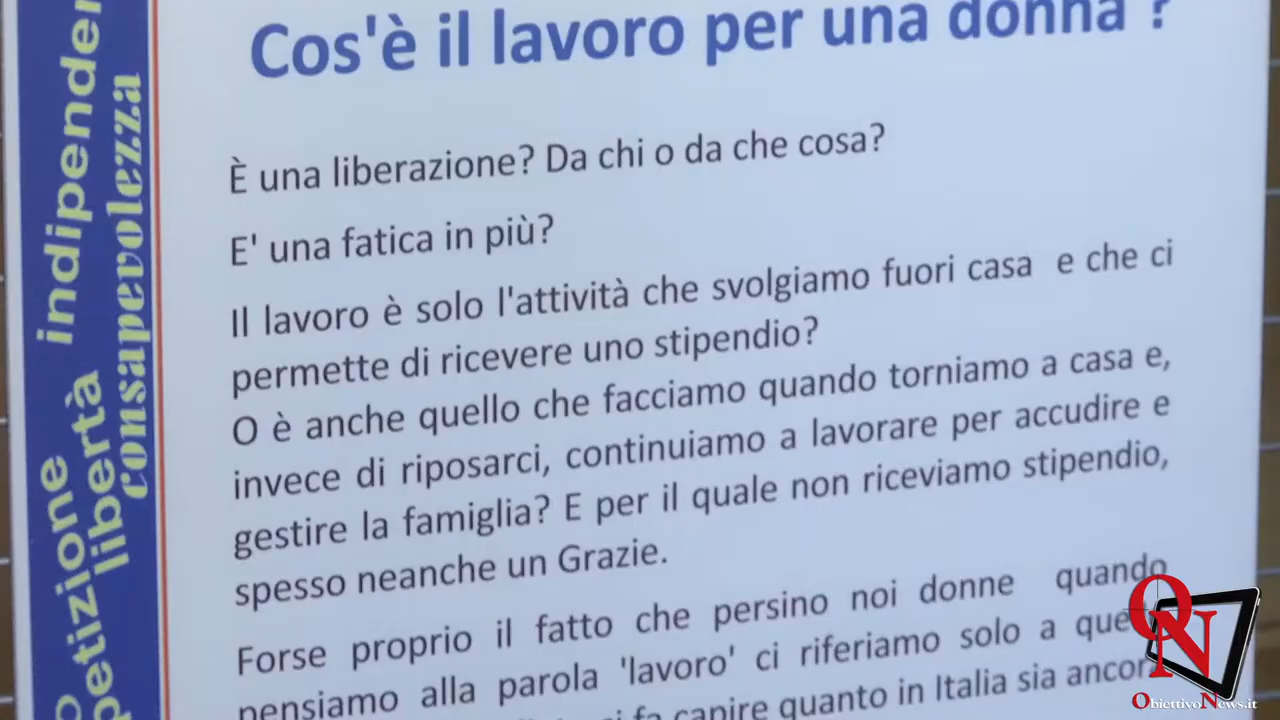 Cos'è il lavoro per una donna ?
È una liberazione? Da chi o da che cosa?
E' una fatica in più?
Il lavoro è solo l'attività che svolgiamo fuori casa e che ci
permette di ricevere uno stipendio?
O è anche quello che facciamo quando torniamo a casa e,
invece di riposarci, continuiamo a lavorare per accudire e
gestire la famiglia? E per il quale non riceviamo stipendio,
spesso neanche un Grazie.
Forse proprio il fatto che persino noi donne quando
pensiamo alla parola 'lavoro' ci riferiamo solo a
fa capire quanto in Italia sia
libertà
consapevolezza
ON
ObiettivoNews.it